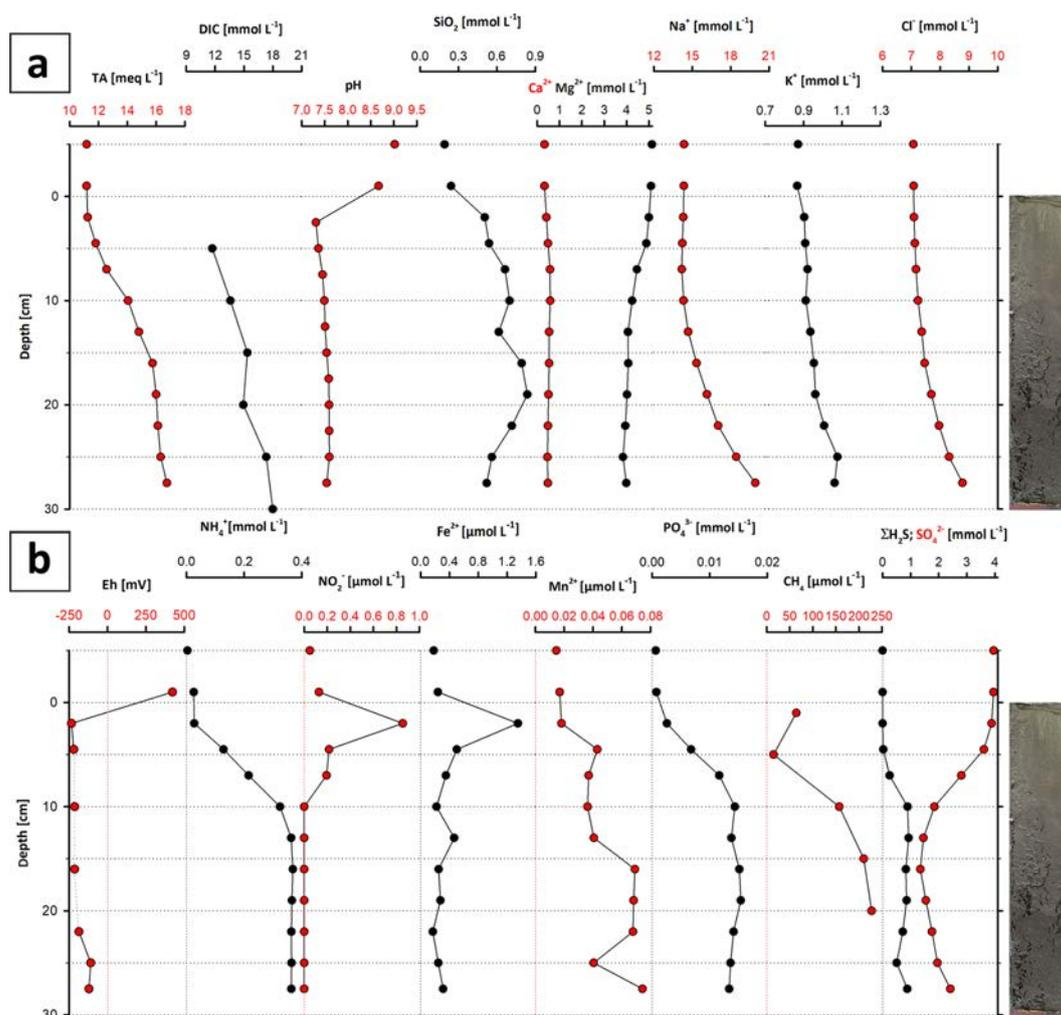 a
DIC [mmol L⁻¹]
9 12 15 18 21
SiO₂ [mmol L⁻¹]
0.0 0.3 0.6 0.9
Na⁺ [mmol L⁻¹]
12 15 18 21
Cl⁻ [mmol L⁻¹]
6 7 8 9 10
TA [meq L⁻¹]
10 12 14 16 18
pH
7.0 7.5 8.0 8.5 9.0 9.5
Ca²⁺ Mg²⁺ [mmol L⁻¹]
0 1 2 3 4 5
K⁺ [mmol L⁻¹]
0.7 0.9 1.1 1.3
Depth [cm]
0
10
20
30
b
NH₄⁺ [mmol L⁻¹]
0.0 0.4
Fe²⁺ [µmol L⁻¹]
0.0 0.4 0.8 1.2 1.6
PO₄³⁻ [mmol L⁻¹]
0.00 0.01 0.02
ΣH₂S; SO₄²⁻ [mmol L⁻¹]
0 1 2 3 4
Eh [mV]
-250 0 250 500
NO₂⁻ [µmol L⁻¹]
0.0 0.2 0.4 0.6 0.8 1.0
Mn²⁺ [µmol L⁻¹]
0.00 0.02 0.04 0.06 0.08
CH₄ [µmol L⁻¹]
0 50 100 150 200 250
Depth [cm]
0
10
20
30